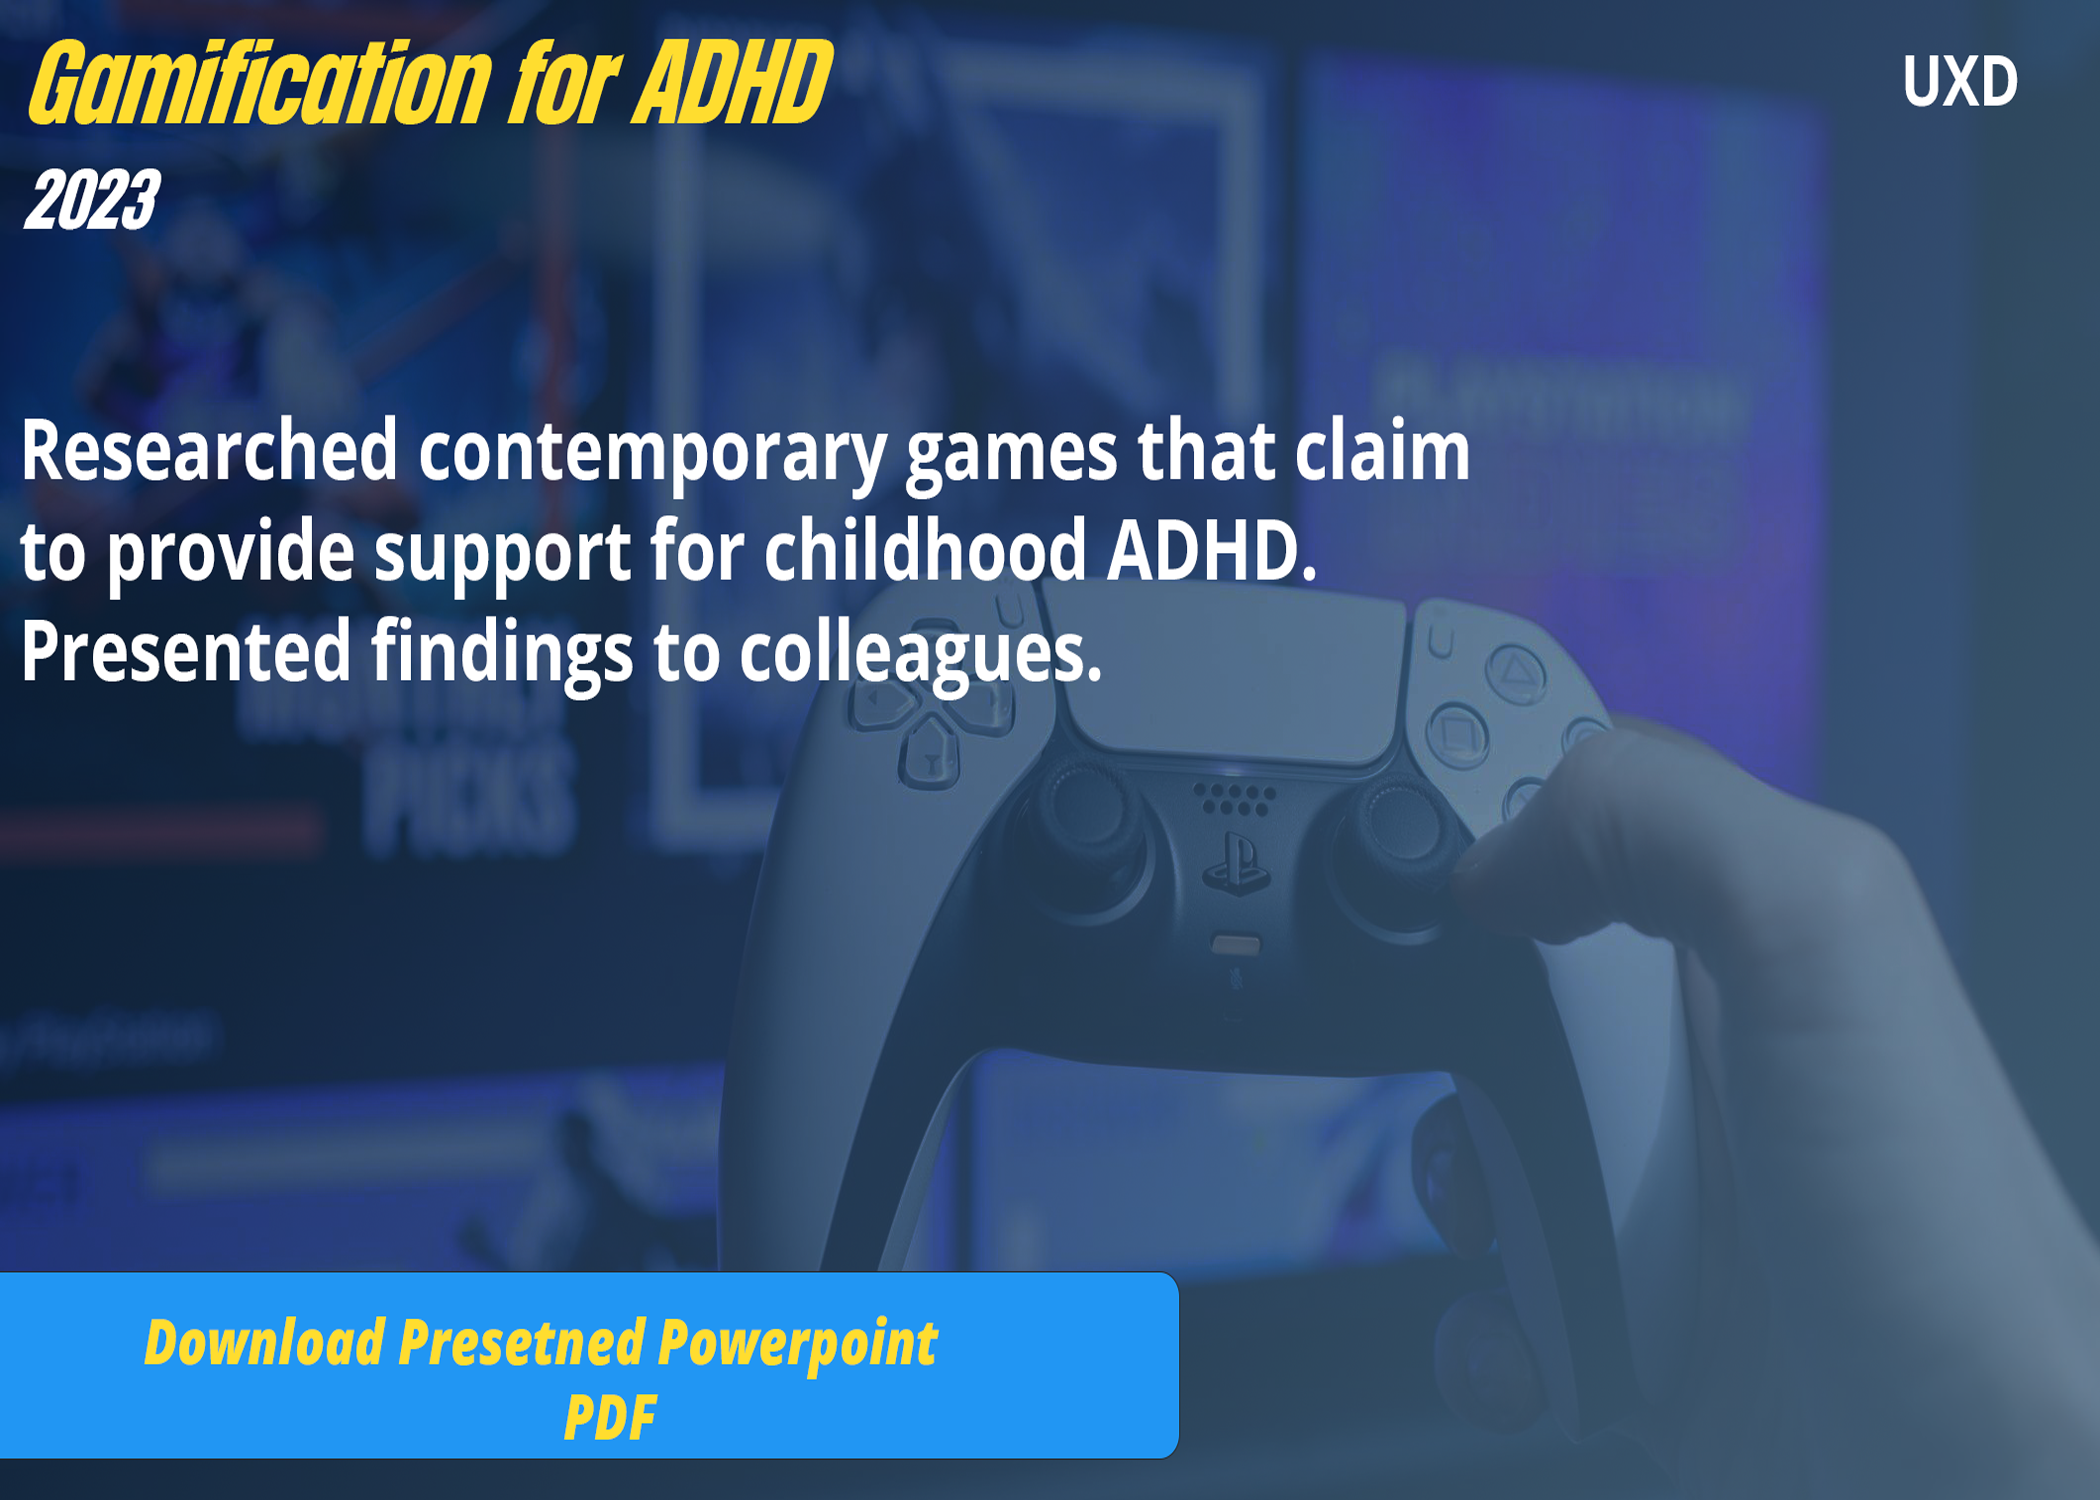 Gamification for ADHD
UXD
2023
Researched contemporary games that claim
to provide support for childhood ADHD.
Presented findings to colleagues.
PICKS
Download Presetned Powerpoint
PDF